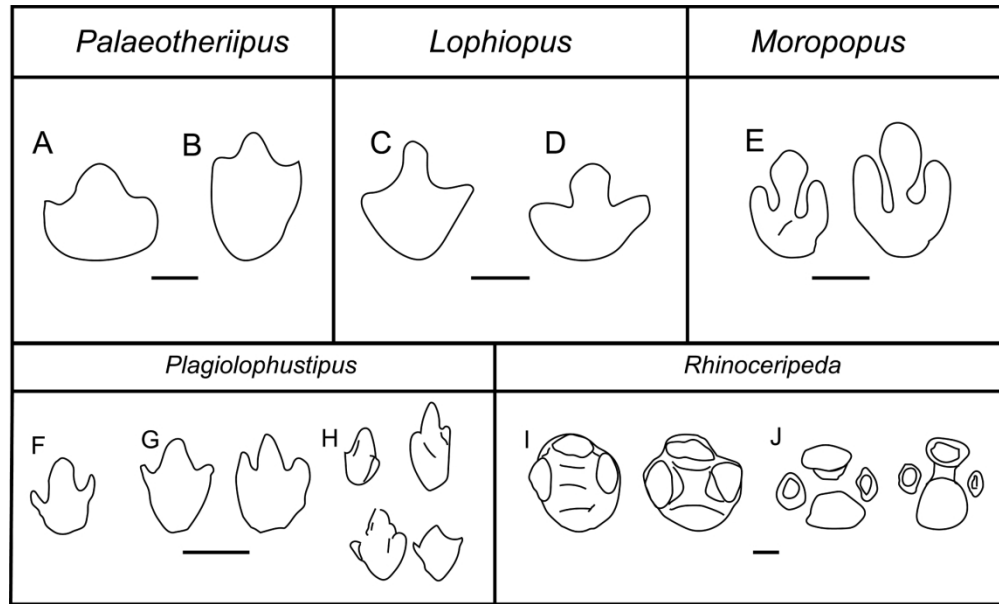 Palaeotheriipus
Lophiopus
Moropopus
A
B
C
D
E
Plagiolophustipus
Rhinoceripeda
F
G
H
I
J